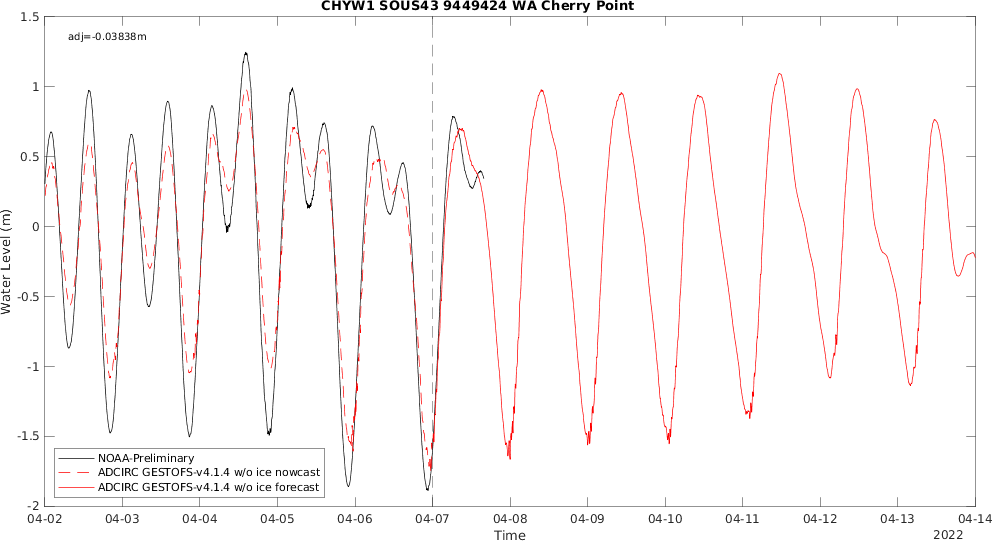 CHYW1 SOUS43 9449424 WA Cherry Point
adj=-0.03838m
1.5
1
0.5
0
-0.5
-1
-1.5
-2
Water Level (m)
NOAA-Preliminary
ADCIRC GESTOFS-v4.1.4 w/o ice nowcast
ADCIRC GESTOFS-v4.1.4 w/o ice forecast
04-02 04-03 04-04 04-05 04-06 04-07 04-08 04-09 04-10 04-11 04-12 04-13 04-14
Time
2022